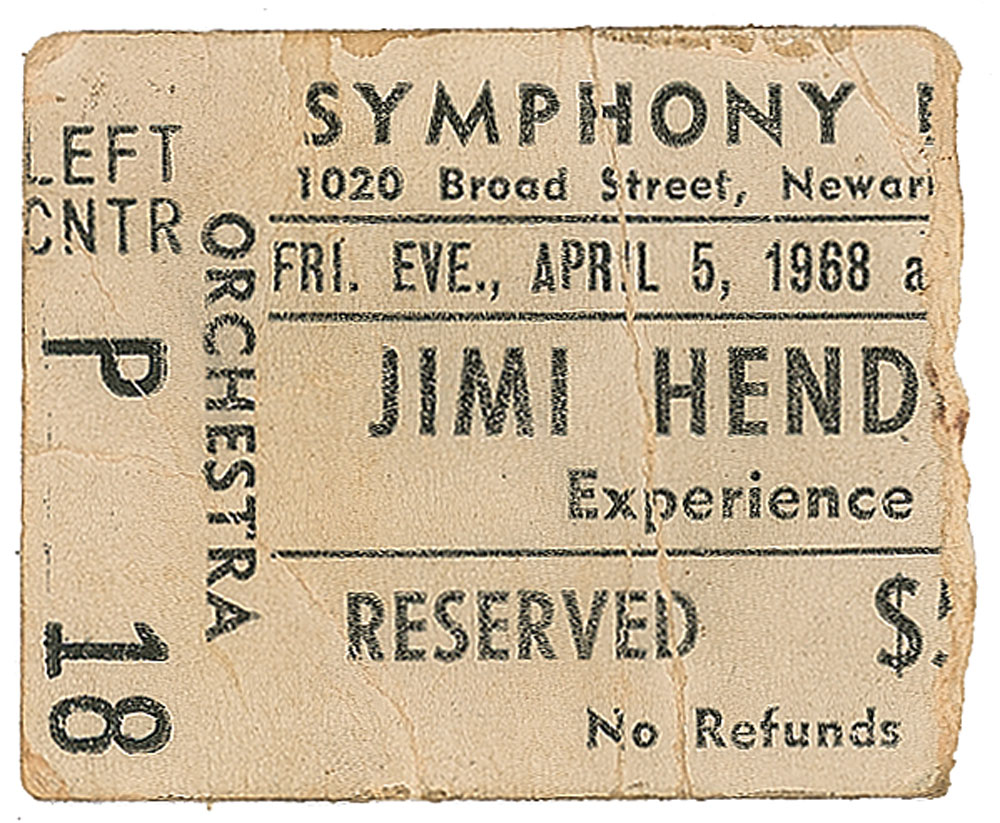 LEFT
CNTR
ORCHESTRA
P
18
SYMPHONY
1020 Broad Street, Newark
FRI. EVE., APRIL 5, 1968 a
JIMI HEND
Experience
RESERVED $
No Refunds